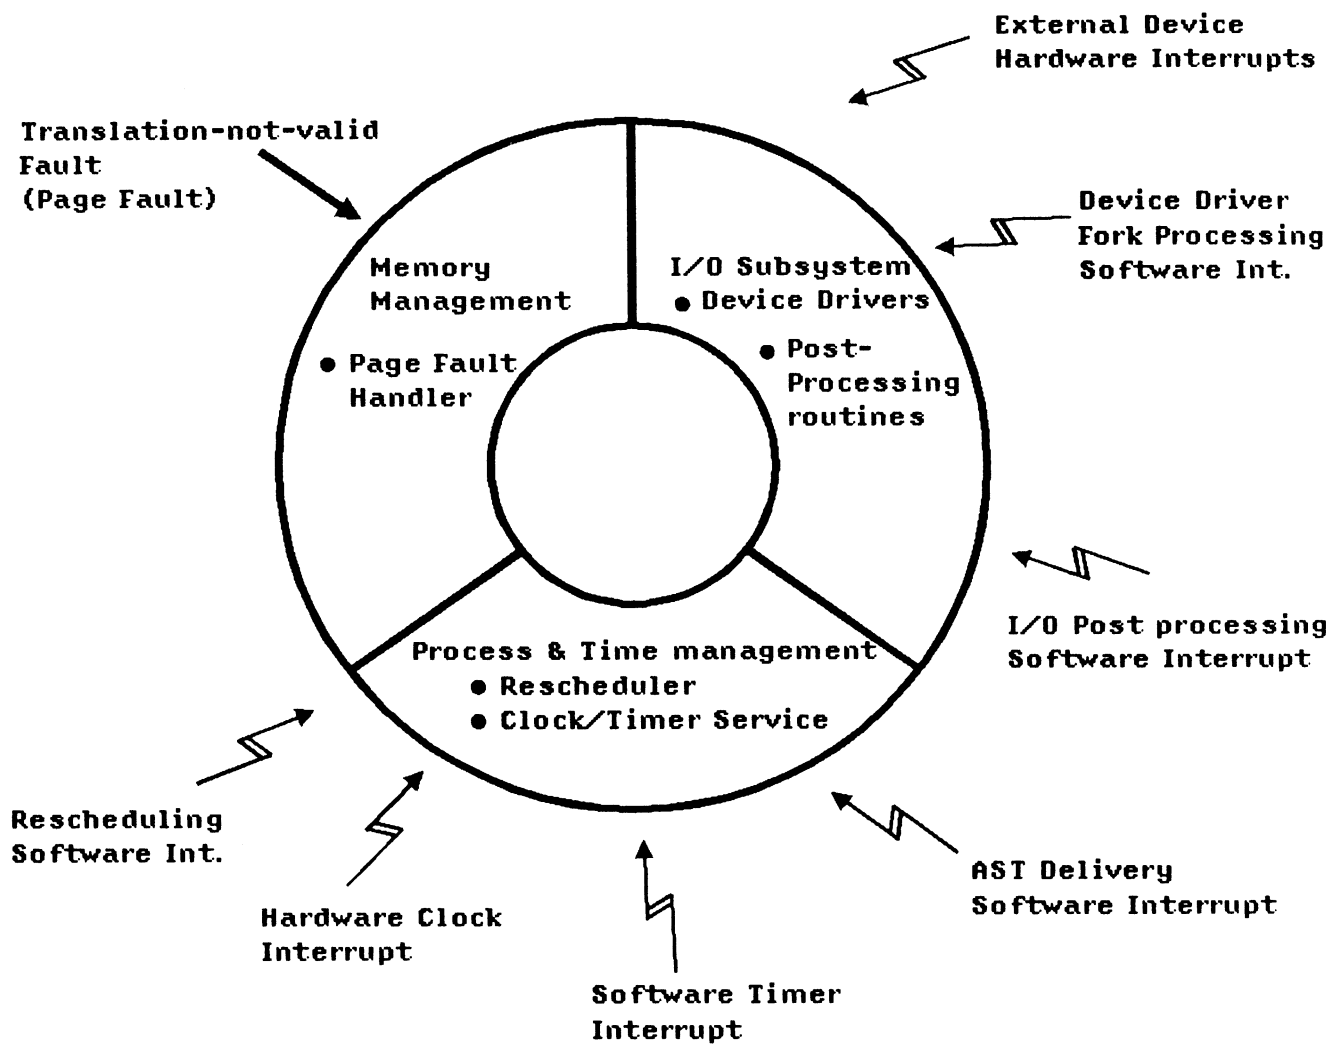 External Device
Hardware Interrupts
Translation-not-valid
Fault
(Page Fault)
Device Driver
Fork Processing
Software Int.
Memory
Management
I/O Subsystem
● Device Drivers
● Post-
Processing
routines
● Page Fault
Handler
I/O Post processing
Software Interrupt
Process & Time management
● Rescheduler
● Clock/Timer Service
Rescheduling
Software Int.
Hardware Clock
Interrupt
AST Delivery
Software Interrupt
Software Timer
Interrupt